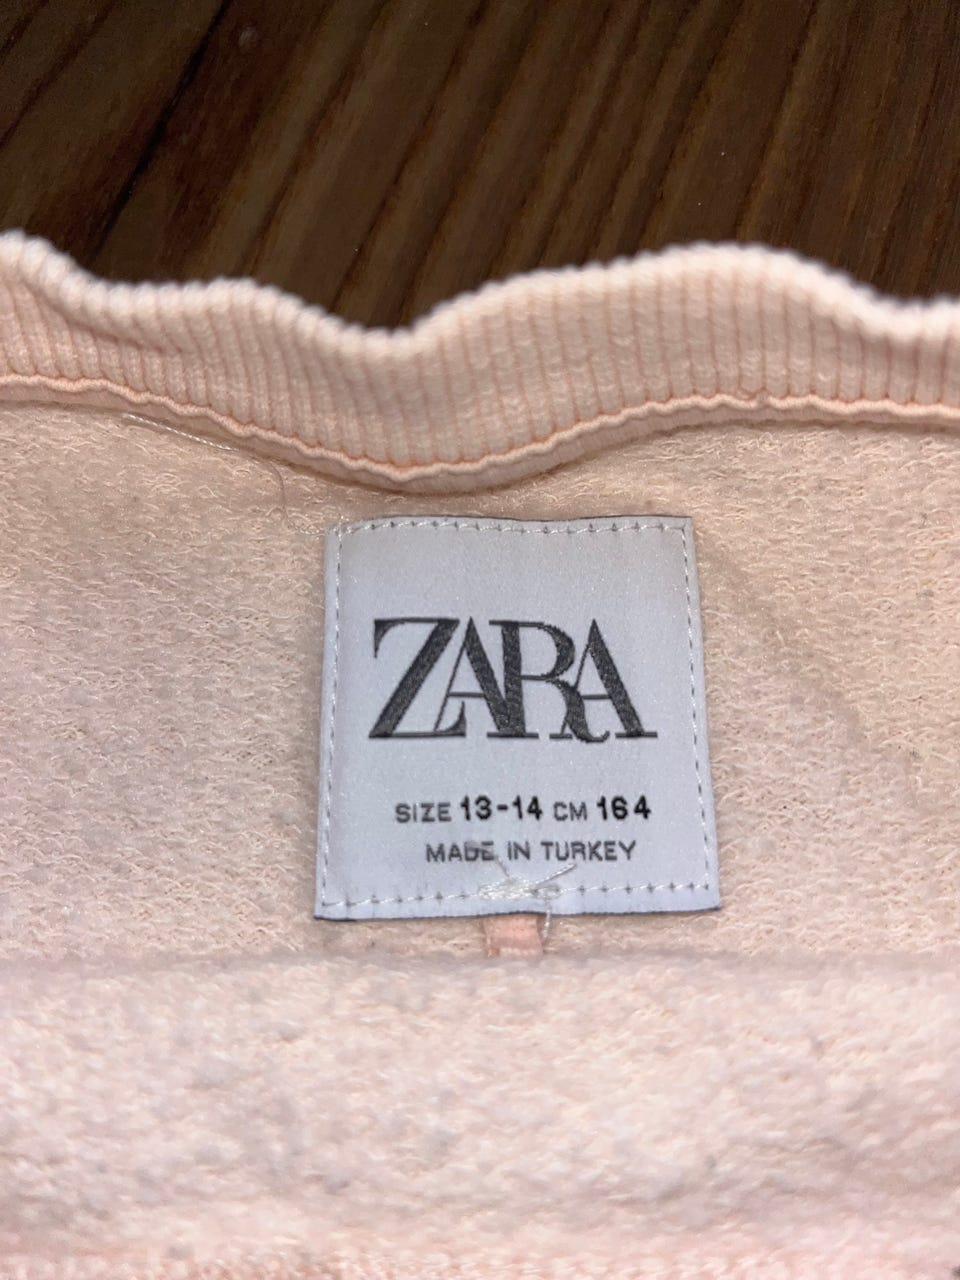 ZARA
SIZE 13-14 CM 164
MADE IN TURKEY